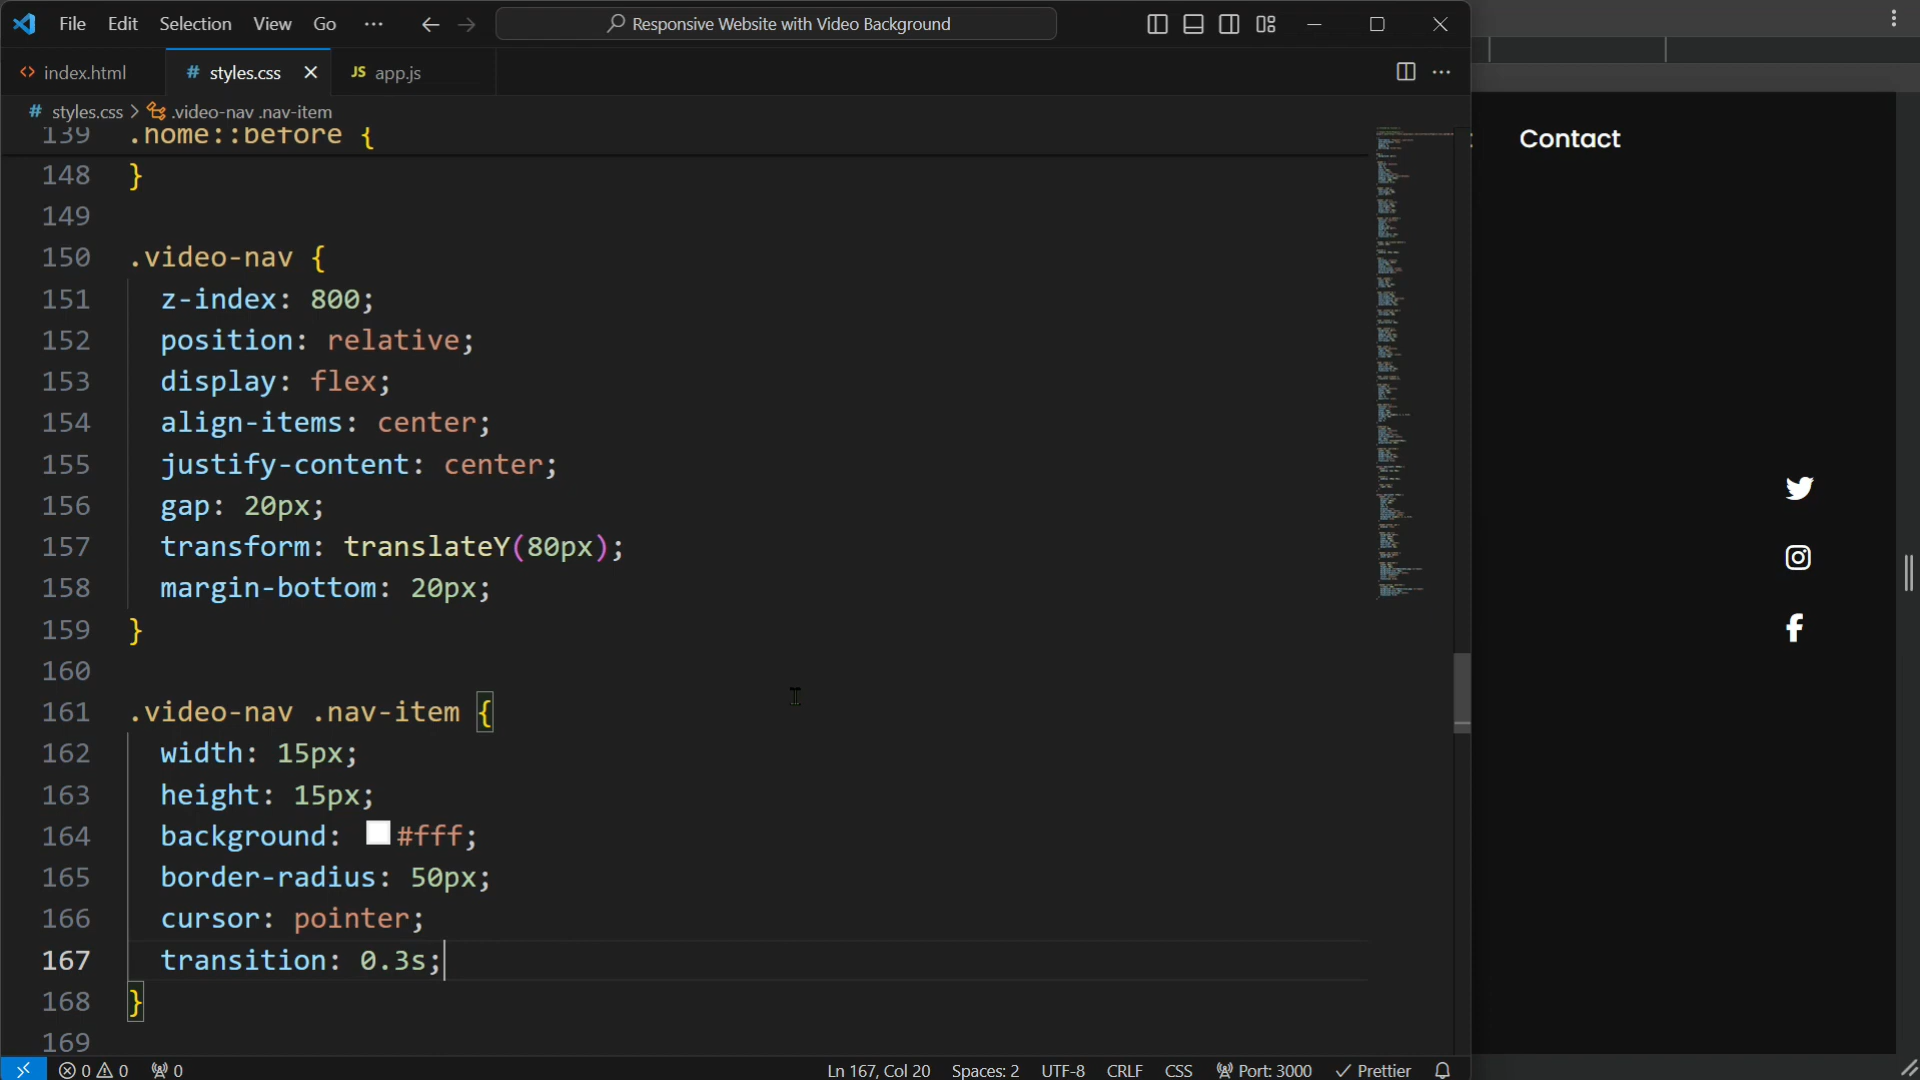 File Edit Selection View Go ··· Responsive Website with Video Background
index.html # styles.css JS app.js
# styles.css > .video-nav .nav-item
139 .home::before {
148 }
149
150 .video-nav {
151 z-index: 800;
152 position: relative;
153 display: flex;
154 align-items: center;
155 justify-content: center;
156 gap: 20px;
157 transform: translateY(80px);
158 margin-bottom: 20px;
159 }
160
161 .video-nav .nav-item {
162 width: 15px;
163 height: 15px;
164 background: #fff;
165 border-radius: 50px;
166 cursor: pointer;
167 transition: 0.3s;
168 }
169
0 0 0 Ln 167, Col 20 Spaces: 2 UTF-8 CRLF CSS Port: 3000 Prettier
Contact